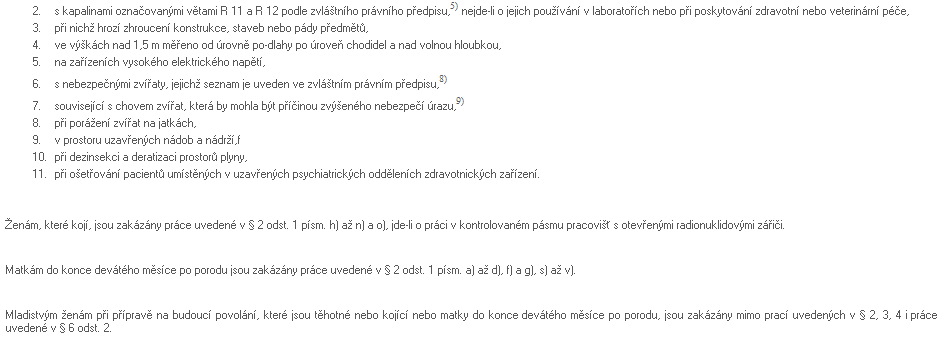 2. s kapalinami označovanými větami R 11 a R 12 podle zvláštního právního předpisu,5) nejde-li o jejich používání v laboratořích nebo při poskytování zdravotní nebo veterinární péče,
3. při nichž hrozí zhroucení konstrukce, staveb nebo pády předmětů,
4. ve výškách nad 1,5 m měřeno od úrovně po-dlahy po úroveň chodidel a nad volnou hloubkou,
5. na zařízeních vysokého elektrického napětí,
6. s nebezpečnými zvířaty, jejichž seznam je uveden ve zvláštním právním předpisu,8)
7. související s chovem zvířat, která by mohla být příčinou zvýšeného nebezpečí úrazu,9)
8. při porážení zvířat na jatkách,
9. v prostoru uzavřených nádob a nádrží,f
10. při dezinsekci a deratizaci prostorů plyny,
11. při ošetřování pacientů umístěných v uzavřených psychiatrických odděleních zdravotnických zařízení.
Ženám, které kojí, jsou zakázány práce uvedené v § 2 odst. 1 písm. h) až n) a o), jde-li o práci v kontrolovaném pásmu pracovišť s otevřenými radionuklidovými zářiči.
Matkám do konce devátého měsíce po porodu jsou zakázány práce uvedené v § 2 odst. 1 písm. a) až d), f) a g), s) až v).
Mladistvým ženám při přípravě na budoucí povolání, které jsou těhotné nebo kojící nebo matky do konce devátého měsíce po porodu, jsou zakázány mimo prací uvedených v § 2, 3, 4 i práce
uvedené v § 6 odst. 2.